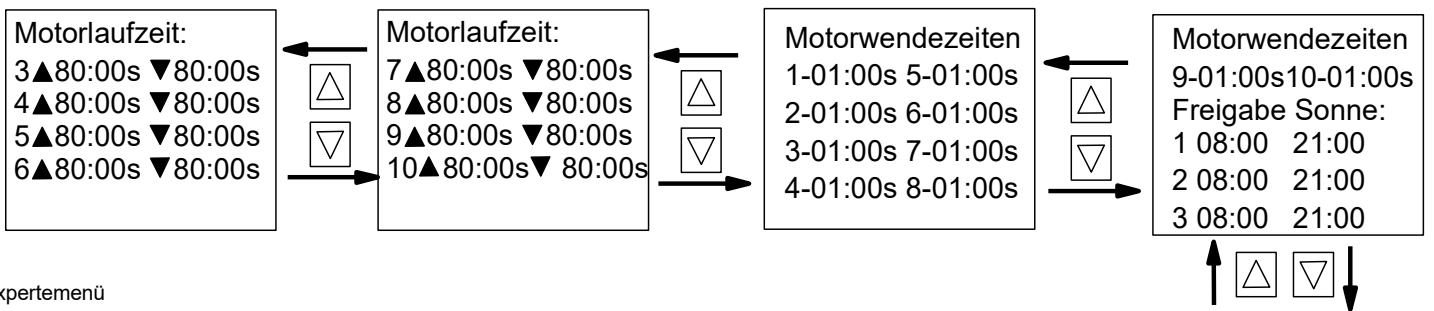 Motorlaufzeit:
3▲80:00s ▼80:00s
4▲80:00s ▼80:00s
5▲80:00s ▼80:00s
6▲80:00s ▼80:00s
Motorlaufzeit:
7▲80:00s ▼80:00s
8▲80:00s ▼80:00s
9▲80:00s ▼80:00s
10▲80:00s▼ 80:00s
Motorwendezeiten
1-01:00s 5-01:00s
2-01:00s 6-01:00s
3-01:00s 7-01:00s
4-01:00s 8-01:00s
Motorwendezeiten
9-01:00s10-01:00s
Freigabe Sonne:
1 08:00 21:00
2 08:00 21:00
3 08:00 21:00
xpertemenü